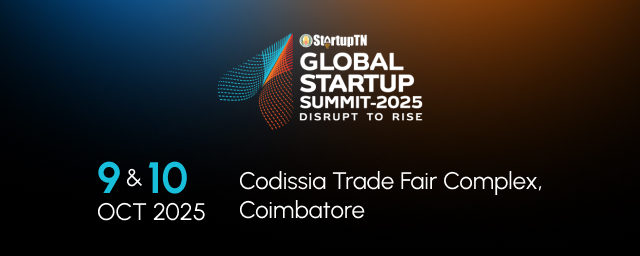 StartupTN
GLOBAL
STARTUP
SUMMIT-2025
DISRUPT TO RISE
9 & 10
OCT 2025
Codissia Trade Fair Complex,
Coimbatore